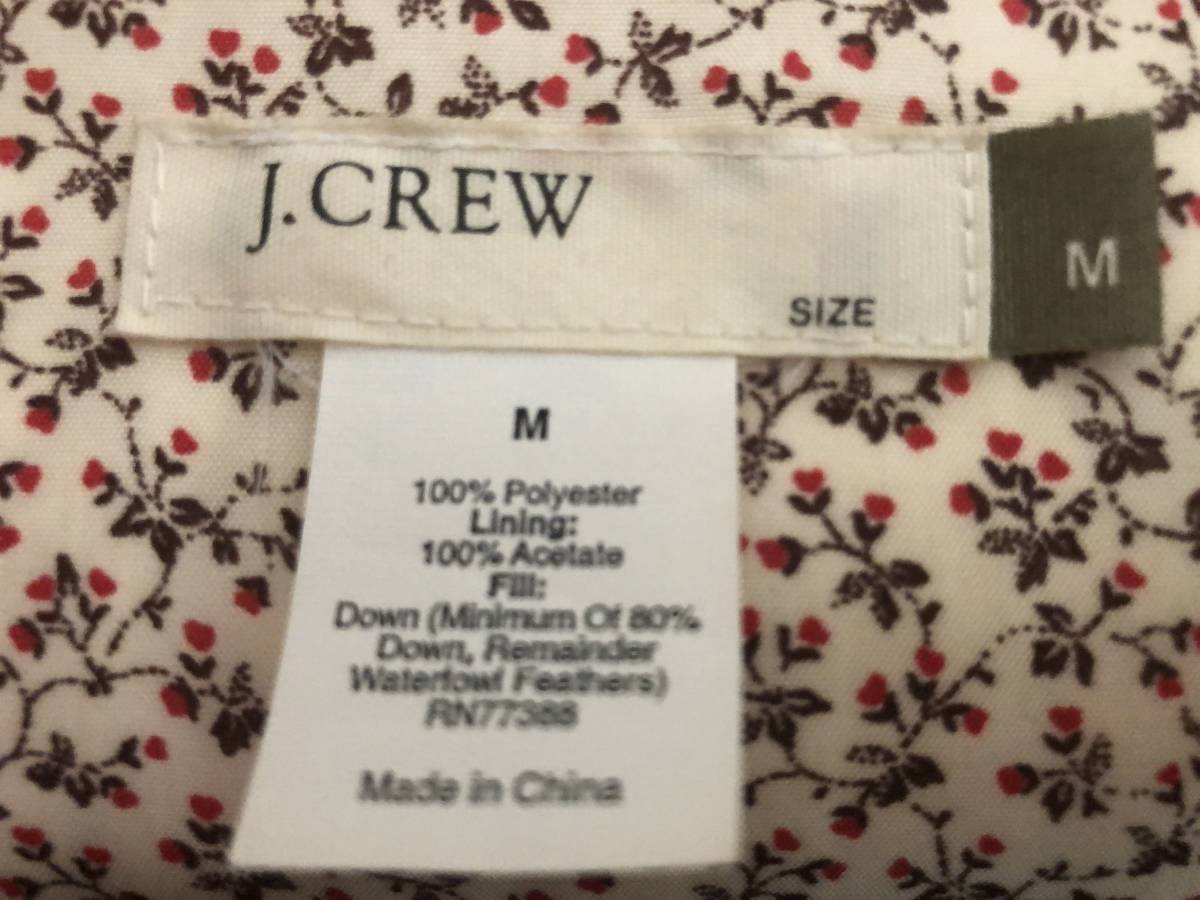 J.CREW
SIZE
M
M
100% Polyester
Lining:
100% Acetate
Fill:
Down (Minimum Of 80%
Down, Remainder
Waterfowl Feathers)
RN77388
Made in China